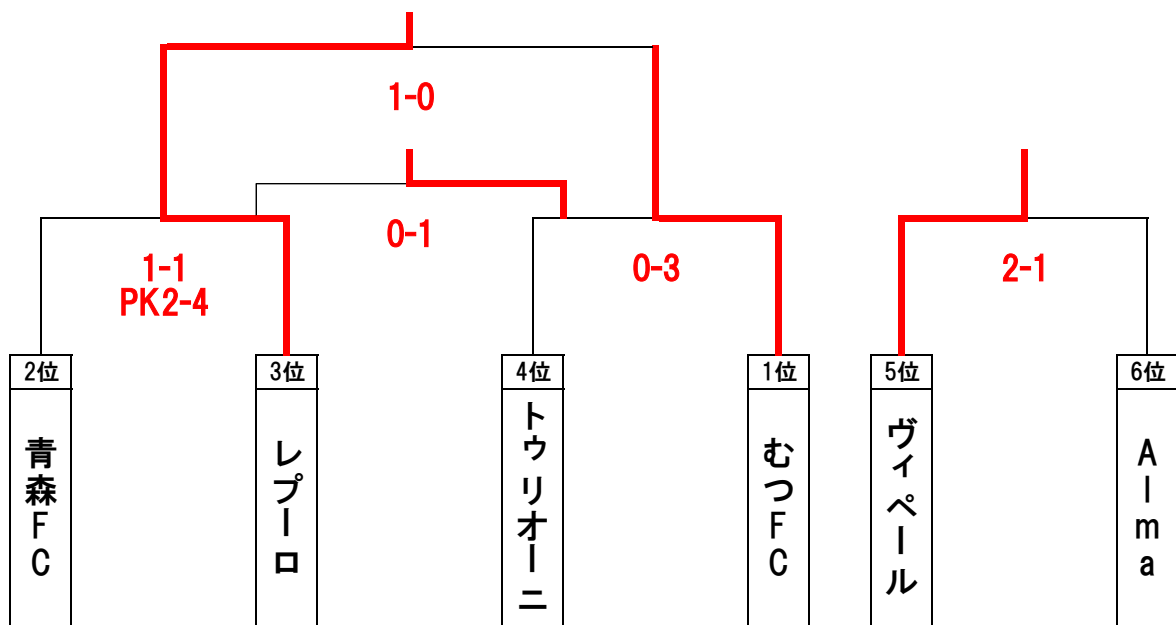 1-0
0-1
1-1
PK2-4
0-3
2-1
2位
3位
4位
1位
5位
6位
青森FC
レプーロ
トゥリオーニ
むつFC
ヴィペール
Alma